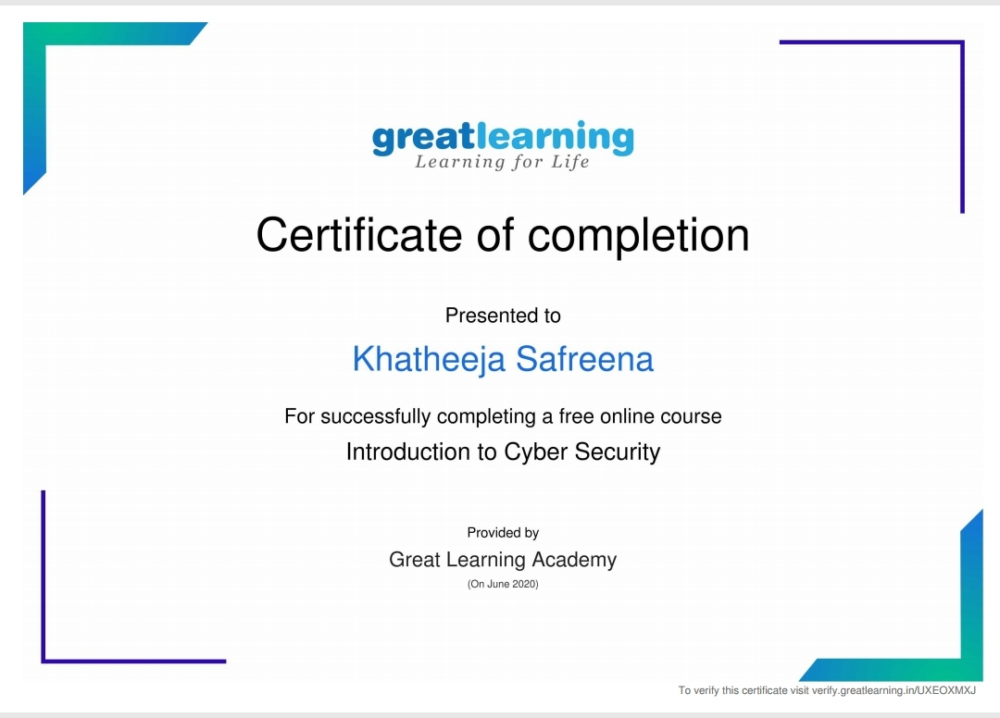 greatlearning
Learning for Life
Certificate of completion
Presented to
Khatheeja Safreena
For successfully completing a free online course
Introduction to Cyber Security
Provided by
Great Learning Academy
(On June 2020)
To verify this certificate visit verify.greatlearning.in/UXEOXMXJ